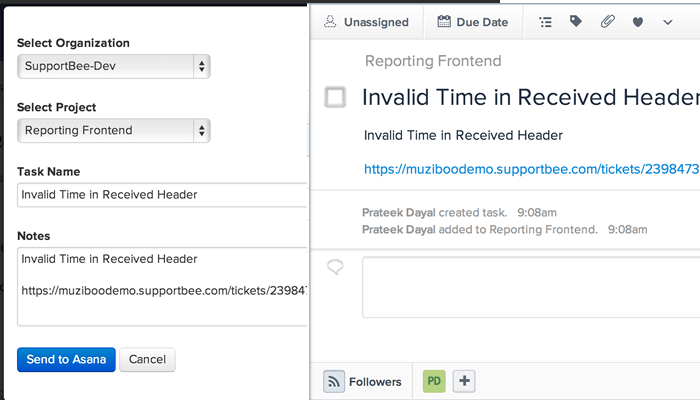 Select Organization
SupportBee-Dev
Select Project
Reporting Frontend
Task Name
Invalid Time in Received Header
Notes
Invalid Time in Received Header
https://muziboodemo.supportbee.com/tickets/23984
Send to Asana
Cancel
Unassigned
Due Date
Reporting Frontend
Invalid Time in Received Header
Invalid Time in Received Header
https://muziboodemo.supportbee.com/tickets/2398473
Prateek Dayal created task. 9:08am
Prateek Dayal added to Reporting Frontend. 9:08am
Followers
PD